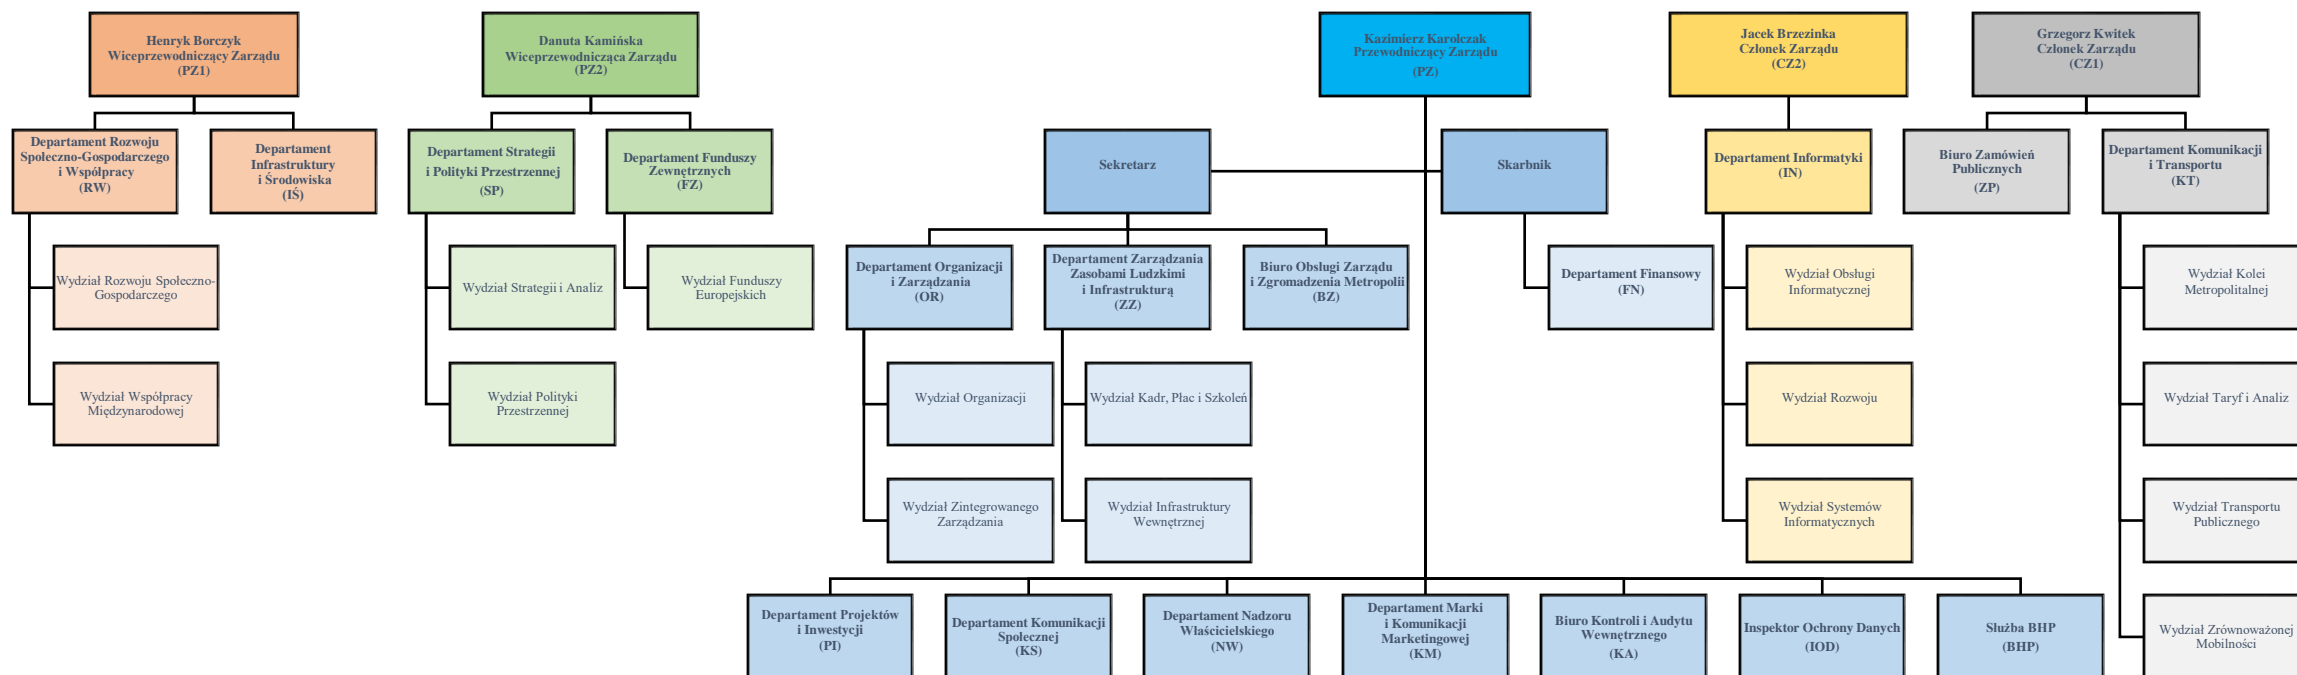 Henryk Borczyk
Wiceprzewodniczący Zarządu
(PZ1)
Danuta Kamińska
Wiceprzewodnicząca Zarządu
(PZ2)
Kazimierz Karolczak
Przewodniczący Zarządu
(PZ)
Jacek Brzezinka
Członek Zarządu
(CZ2)
Grzegorz Kwitek
Członek Zarządu
(CZ1)
Departament Rozwoju
Społeczno-Gospodarczego
i Współpracy
(RW)
Departament
Infrastruktury
i Środowiska
(IŚ)
Departament Strategii
i Polityki Przestrzennej
(SP)
Departament Funduszy
Zewnętrznych
(FZ)
Sekretarz
Skarbnik
Departament Informatyki
(IN)
Biuro Zamówień
Publicznych
(ZP)
Departament Komunikacji
i Transportu
(KT)
Wydział Rozwoju Społeczno-
Gospodarczego
Wydział Strategii i Analiz
Wydział Funduszy
Europejskich
Departament Organizacji
i Zarządzania
(OR)
Departament Zarządzania
Zasobami Ludzkimi
i Infrastrukturą
(ZZ)
Biuro Obsługi Zarządu
i Zgromadzenia Metropolii
(BZ)
Departament Finansowy
(FN)
Wydział Obsługi
Informatycznej
Wydział Kolei
Metropolitalnej
Wydział Współpracy
Międzynarodowej
Wydział Polityki
Przestrzennej
Wydział Organizacji
Wydział Kadr, Płac i Szkoleń
Wydział Rozwoju
Wydział Taryf i Analiz
Wydział Zintegrowanego
Zarządzania
Wydział Infrastruktury
Wewnętrznej
Wydział Systemów
Informatycznych
Wydział Transportu
Publicznego
Departament Projektów
i Inwestycji
(PI)
Departament Komunikacji
Społecznej
(KS)
Departament Nadzoru
Właścicielskiego
(NW)
Departament Marki
i Komunikacji
Marketingowej
(KM)
Biuro Kontroli i Audytu
Wewnętrznego
(KA)
Inspektor Ochrony Danych
(IOD)
Służba BHP
(BHP)
Wydział Zrównoważonej
Mobilności